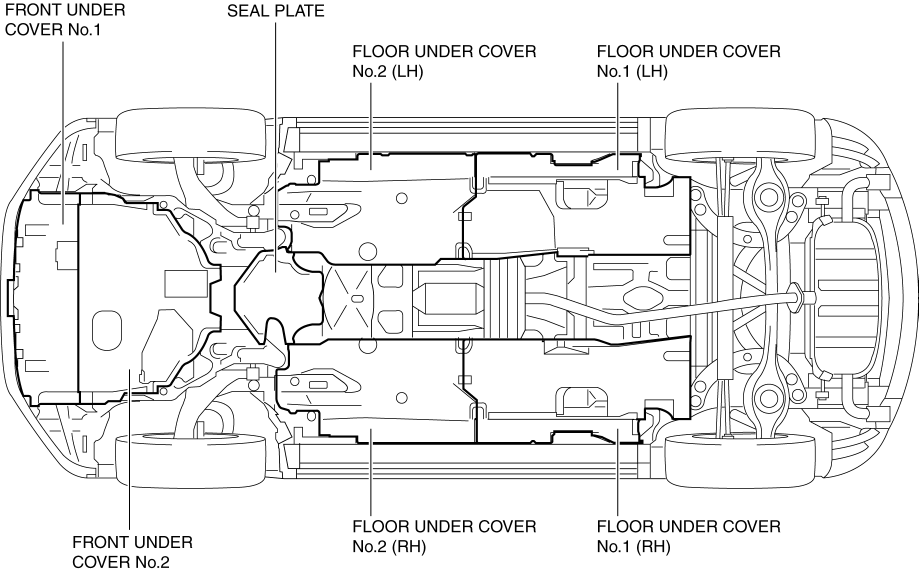 FRONT UNDER
COVER No.1
SEAL PLATE
FLOOR UNDER COVER
No.2 (LH)
FLOOR UNDER COVER
No.1 (LH)
FRONT UNDER
COVER No.2
FLOOR UNDER COVER
No.2 (RH)
FLOOR UNDER COVER
No.1 (RH)